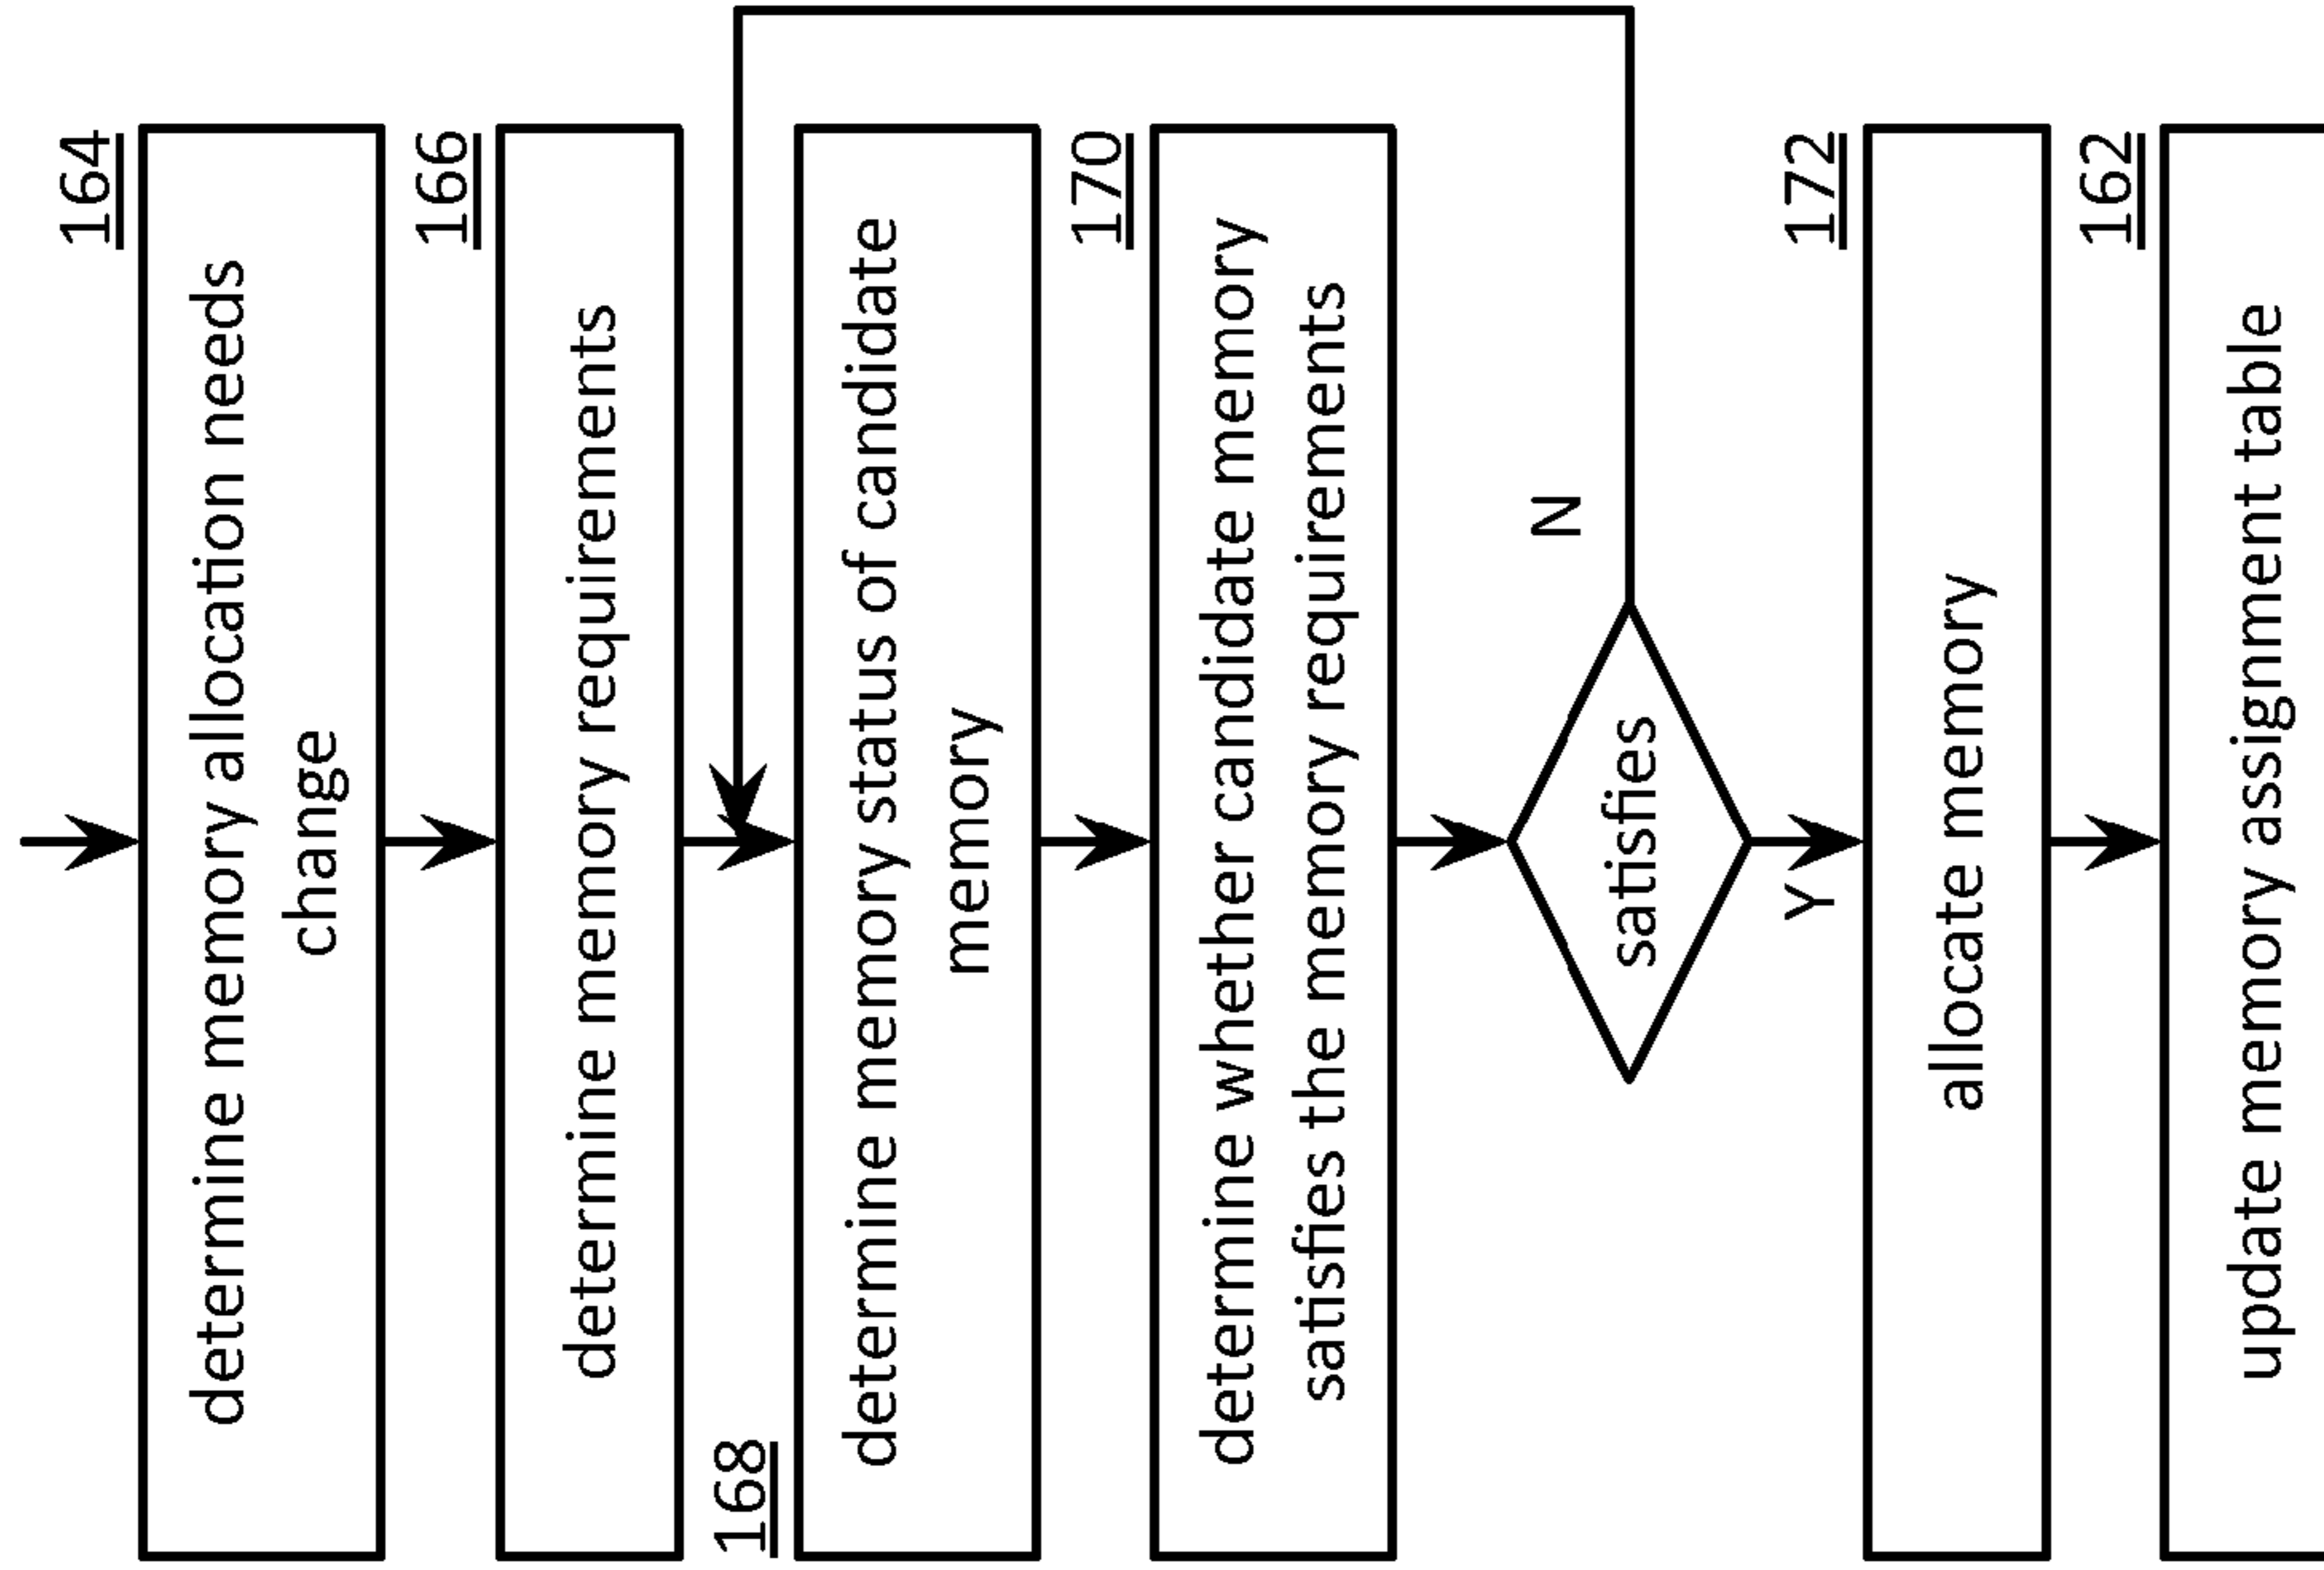 164
determine memory allocation needs
change
166
determine memory requirements
168
determine memory status of candidate
memory
170
determine whether candidate memory
satisfies the memory requirements
satisfies
N
Y
172
allocate memory
162
update memory assignment table